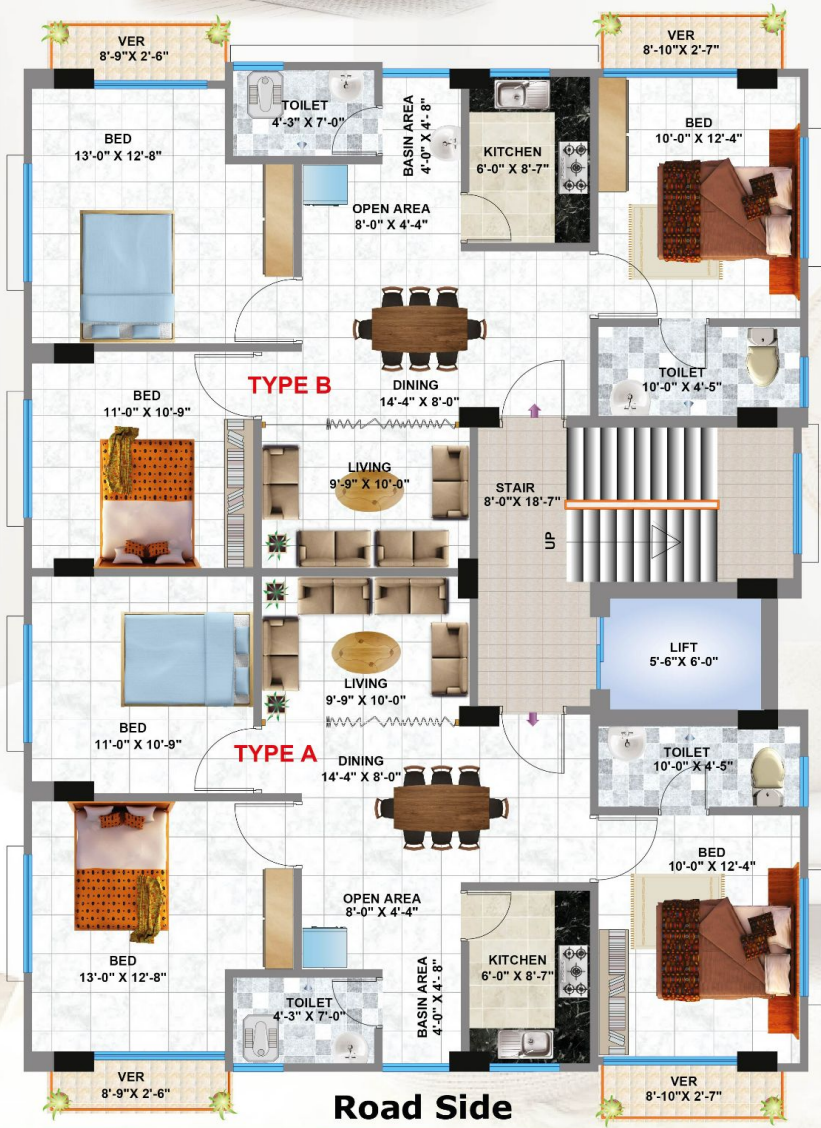 VER
8'-9"X 2'-6"
VER
8'-10"X 2'-7"
TOILET
4'-3" X 7'-0"
BASIN AREA
4'-0" X 4'- 8"
BED
13'-0" X 12'-8"
KITCHEN
6'-0" X 8'-7"
BED
10'-0" X 12'-4"
OPEN AREA
8'-0" X 4'-4"
TOILET
10'-0" X 4'-5"
TYPE B
DINING
14'-4" X 8'-0"
BED
11'-0" X 10'-9"
LIVING
9'-9" X 10'-0"
STAIR
8'-0"X 18'-7"
UP
LIFT
5'-6"X 6'-0"
LIVING
9'-9" X 10'-0"
BED
11'-0" X 10'-9"
TYPE A
DINING
14'-4" X 8'-0"
TOILET
10'-0" X 4'-5"
BED
10'-0" X 12'-4"
OPEN AREA
8'-0" X 4'-4"
BED
13'-0" X 12'-8"
KITCHEN
6'-0" X 8'-7"
BASIN AREA
4'-0" X 4'- 8"
TOILET
4'-3" X 7'-0"
VER
8'-9"X 2'-6"
VER
8'-10"X 2'-7"
Road Side